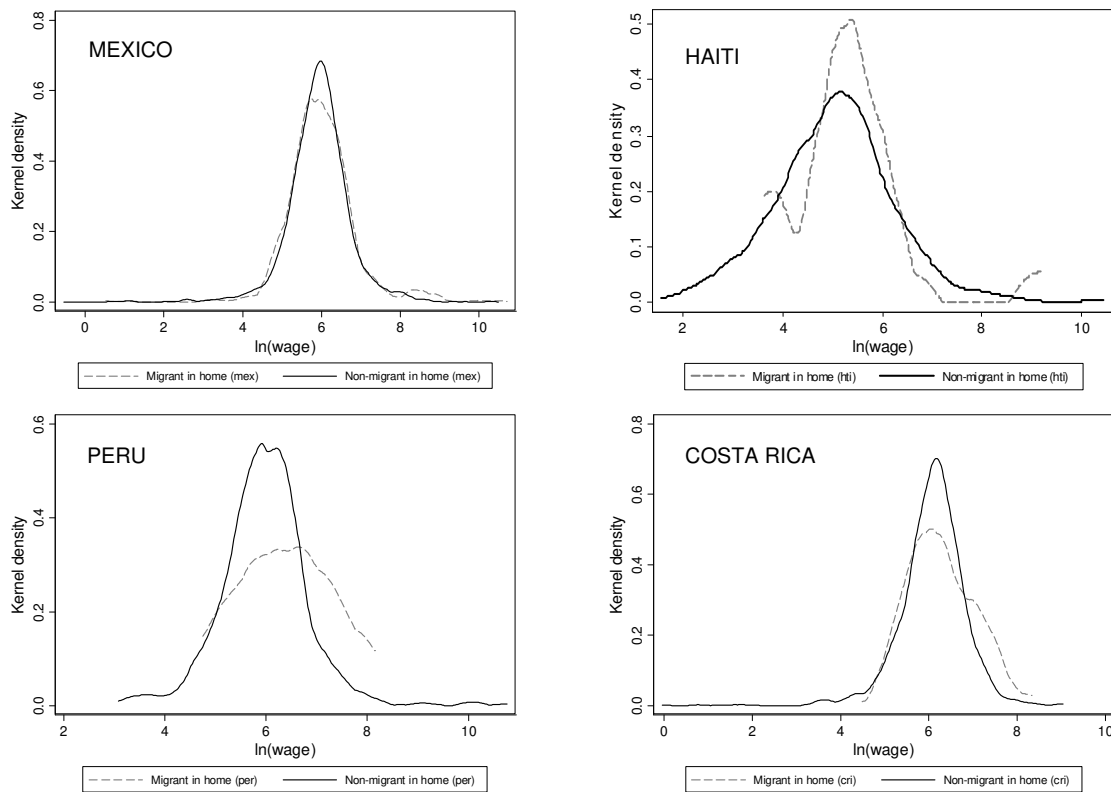 MEXICO
Kernel density
0.8
0.6
0.4
0.2
0.0
0 2 4 6 8 10
ln(wage)
Migrant in home (mex) Non-migrant in home (mex)
HAITI
Kernel density
0.5
0.4
0.3
0.2
0.1
0.0
2 4 6 8 10
ln(wage)
Migrant in home (hti) Non-migrant in home (hti)
PERU
Kernel density
0.6
0.4
0.2
0.0
2 4 6 8 10
ln(wage)
Migrant in home (per) Non-migrant in home (per)
COSTA RICA
Kernel density
0.8
0.6
0.4
0.2
0.0
0 2 4 6 8 10
ln(wage)
Migrant in home (cri) Non-migrant in home (cri)